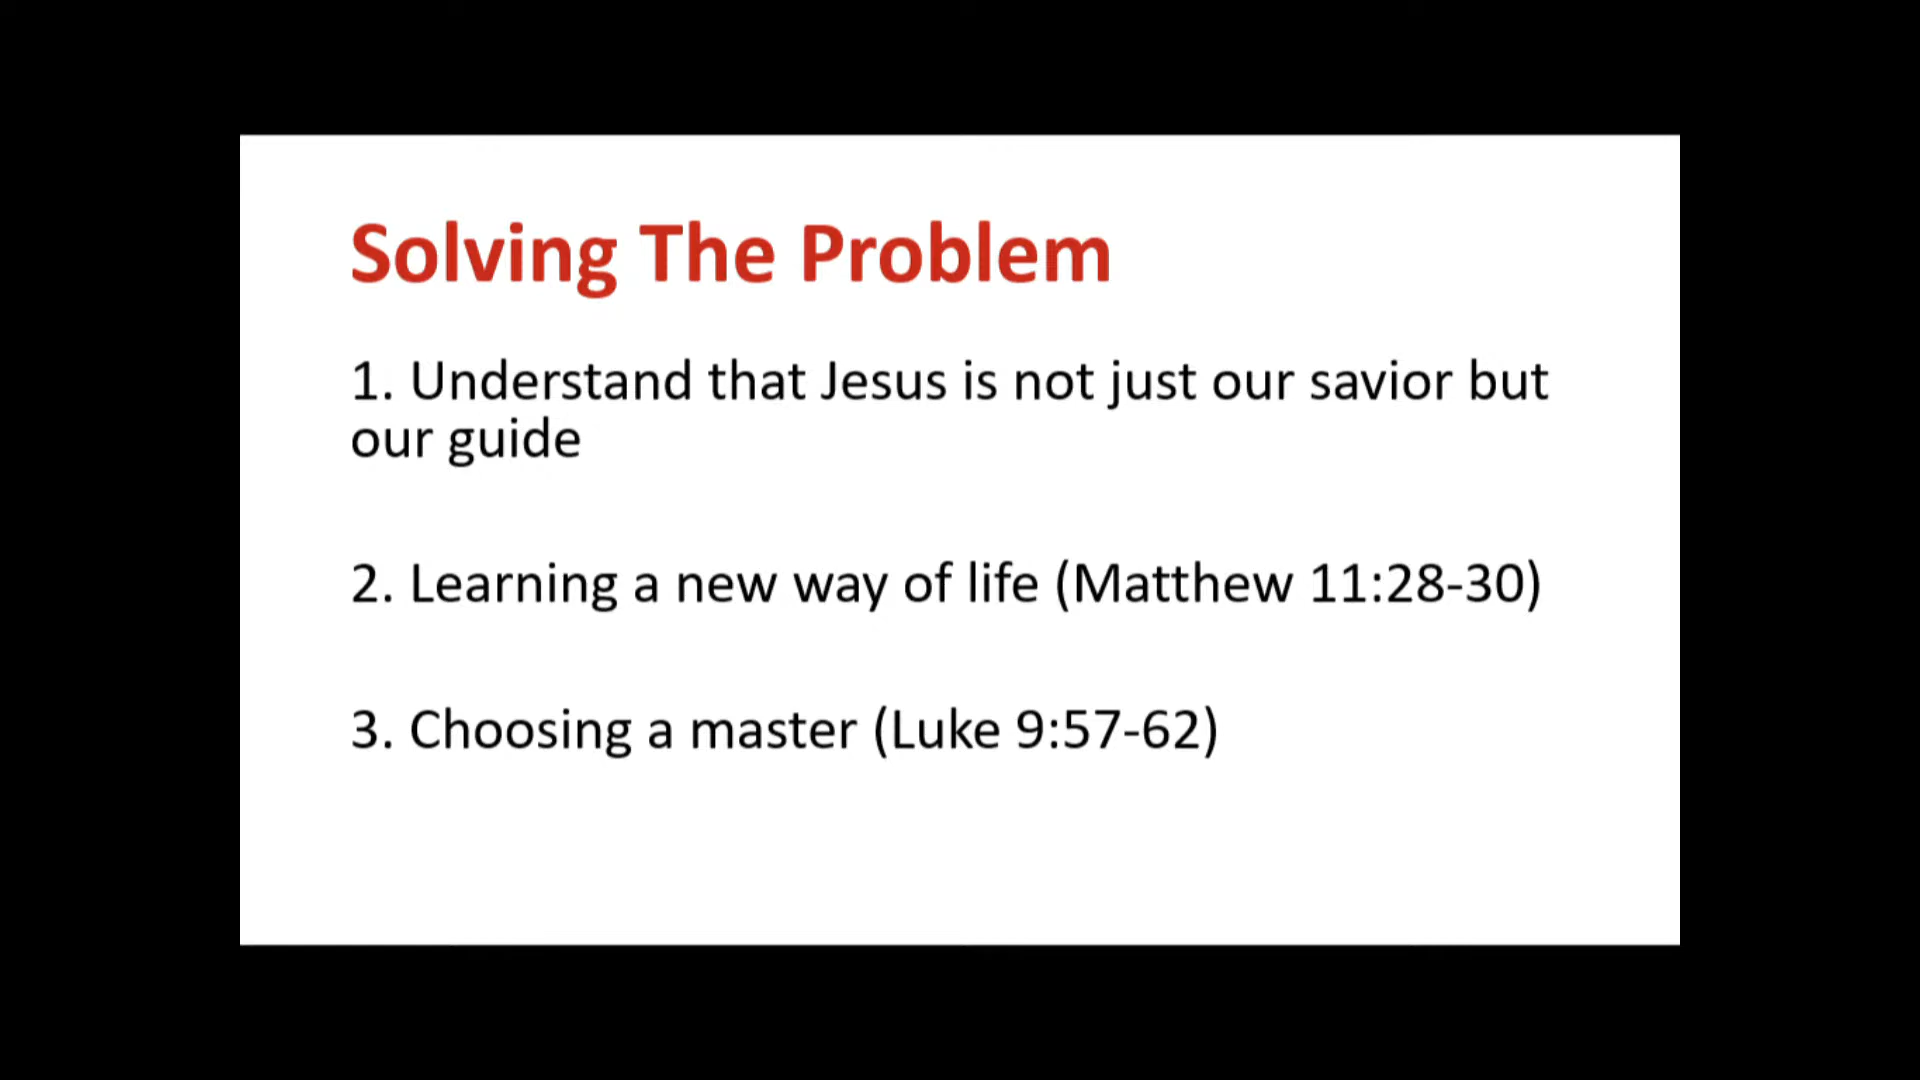 Solving The Problem
1. Understand that Jesus is not just our savior but
our guide
2. Learning a new way of life (Matthew 11:28-30)
3. Choosing a master (Luke 9:57-62)